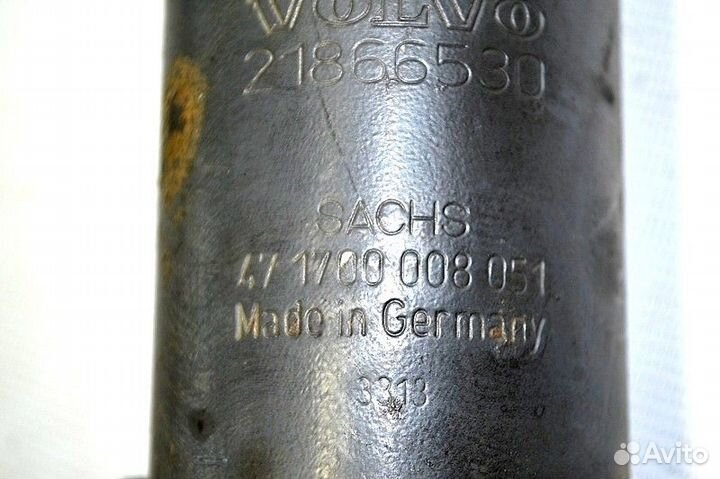 VOLVO
21866530
SACHS
47 1700 008 051
Made in Germany
3313
Avito